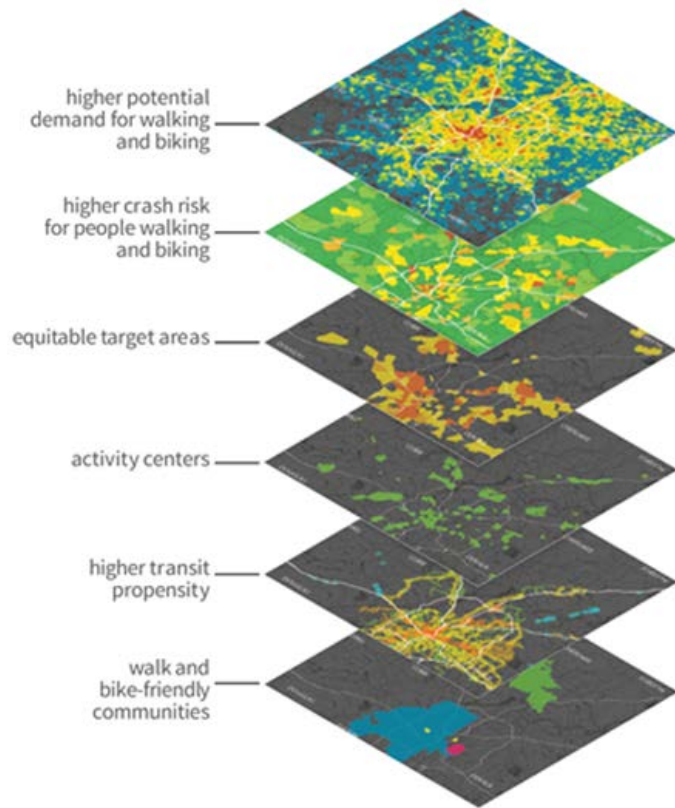 higher potential
demand for walking
and biking
higher crash risk
for people walking
and biking
equitable target areas
activity centers
higher transit
propensity
walk and
bike-friendly
communities